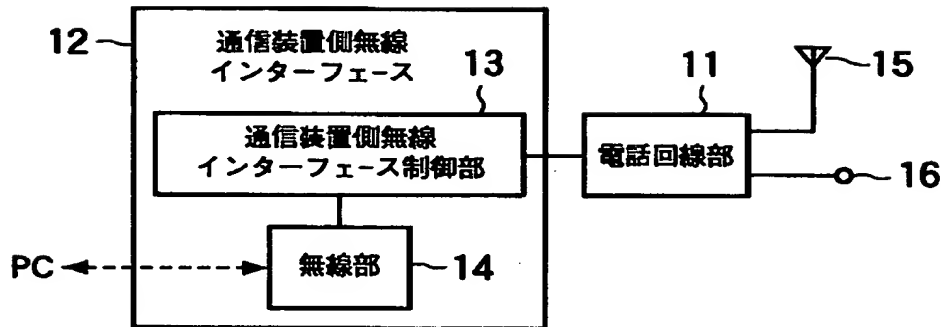 12
通信装置側無線
インターフェース
13
通信装置側無線
インターフェース制御部
11
電話回線部
15
16
PC
無線部
14